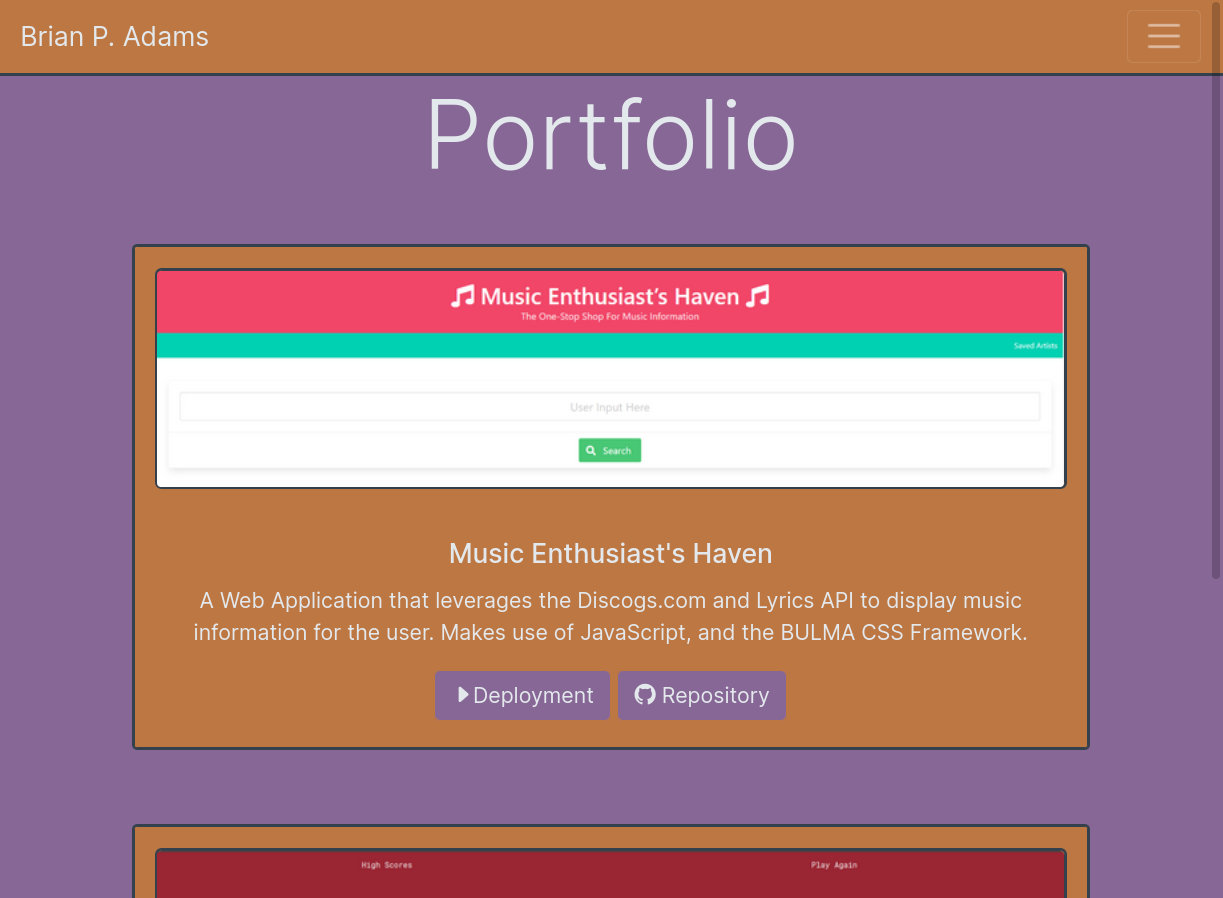 Brian P. Adams
Portfolio
Music Enthusiast's Haven
The One-Stop Shop For Music Information
Saved Artists
User Input Here
Search
Music Enthusiast's Haven
A Web Application that leverages the Discogs.com and Lyrics API to display music
information for the user. Makes use of JavaScript, and the BULMA CSS Framework.
Deployment Repository
High Scores Play Again